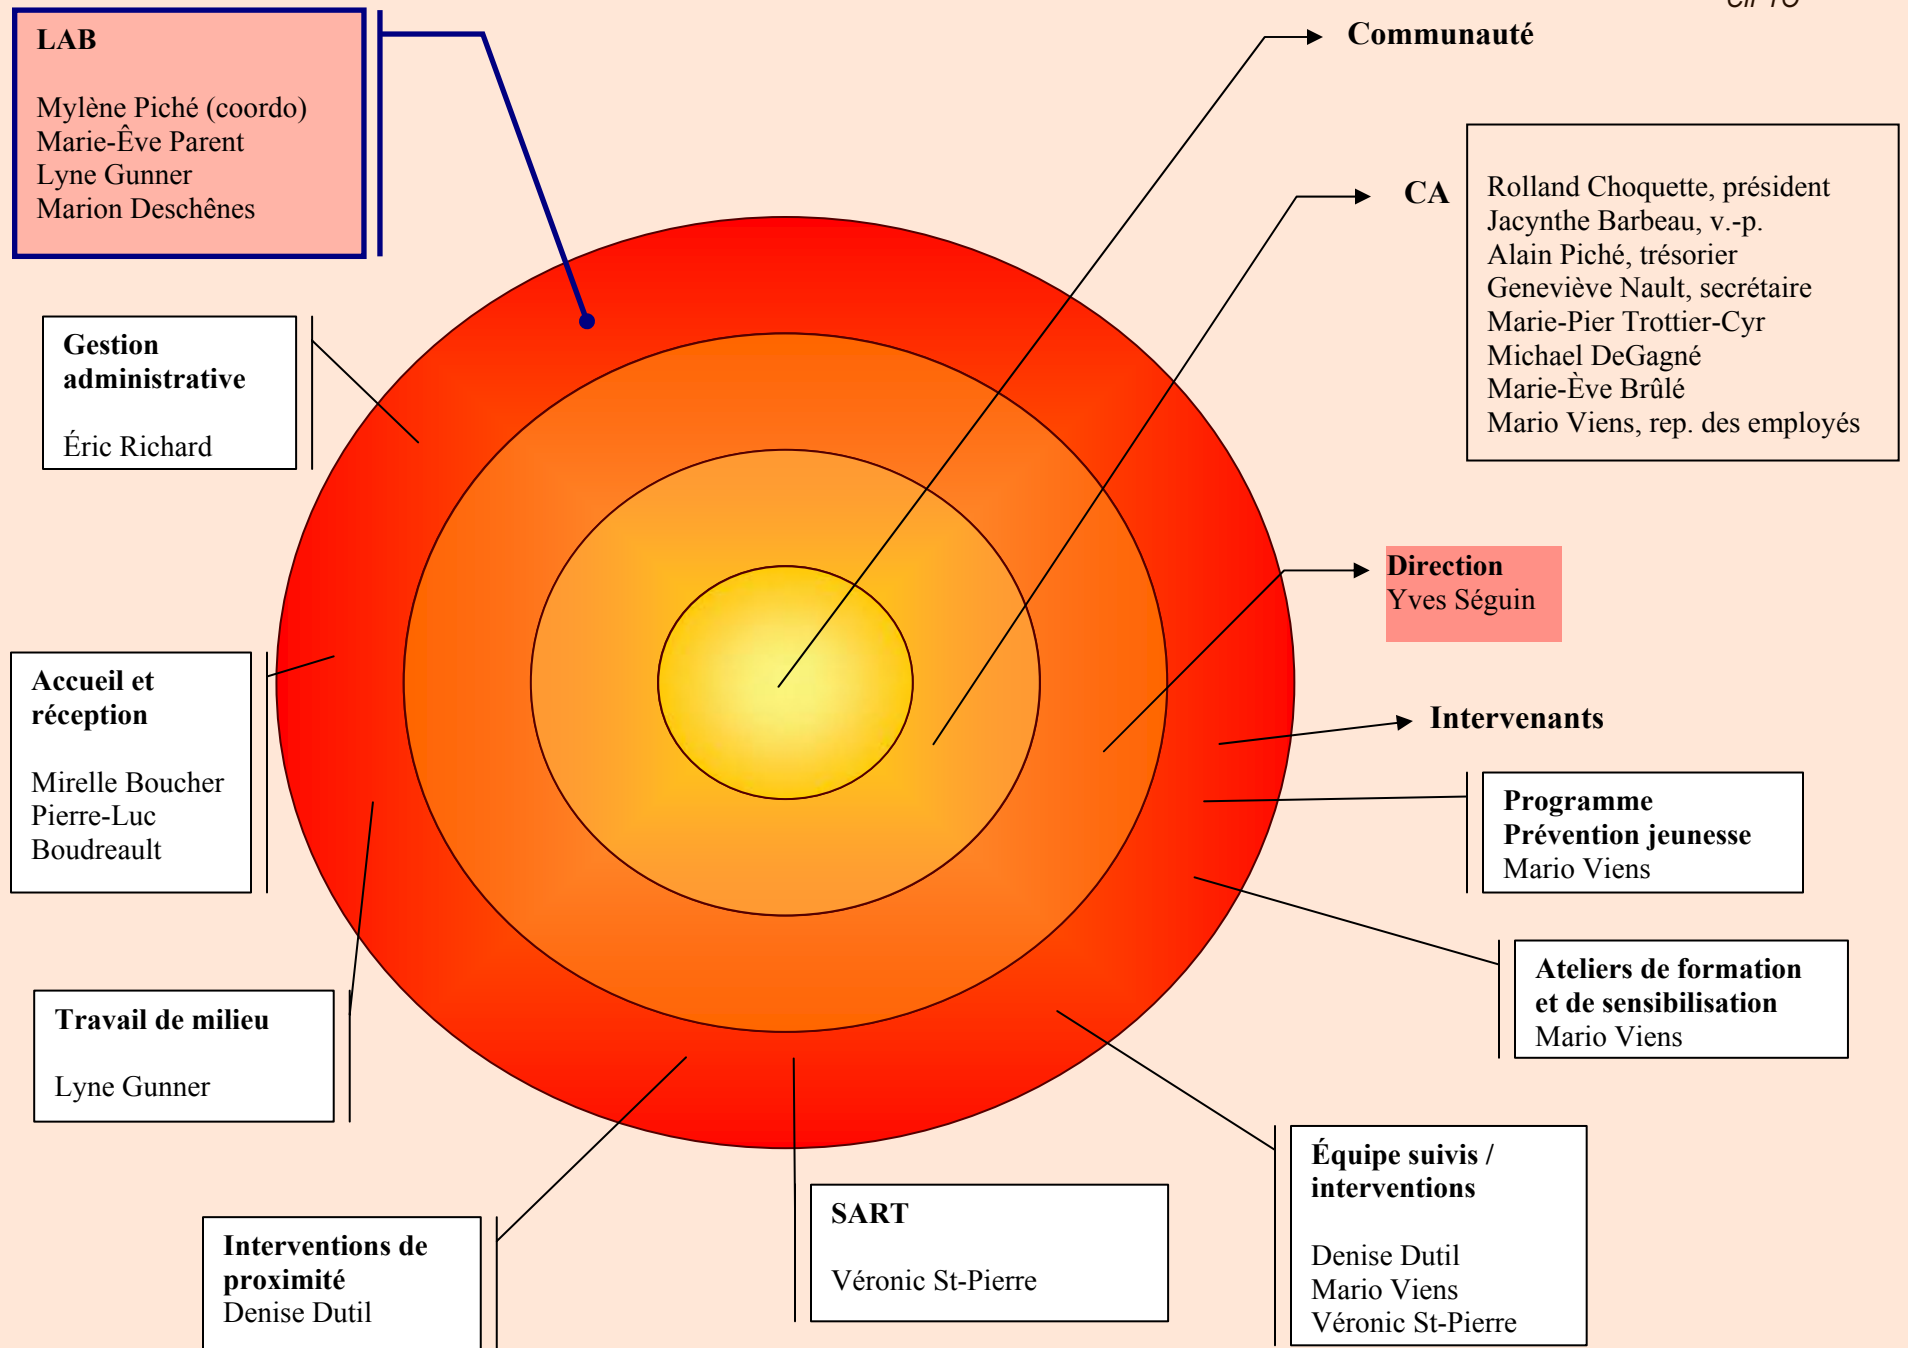 LAB
Mylène Piché (coordo)
Marie-Êve Parent
Lyne Gunner
Marion Deschênes
Communauté
CA
Rolland Choquette, président
Jacynthe Barbeau, v.-p.
Alain Piché, trésorier
Geneviève Nault, secrétaire
Marie-Pier Trottier-Cyr
Michael DeGagné
Marie-Ève Brûlé
Mario Viens, rep. des employés
Gestion
administrative
Éric Richard
Direction
Yves Séguin
Accueil et
réception
Mirelle Boucher
Pierre-Luc
Boudreault
Intervenants
Programme
Prévention jeunesse
Mario Viens
Ateliers de formation
et de sensibilisation
Mario Viens
Travail de milieu
Lyne Gunner
Équipe suivis /
interventions
Denise Dutil
Mario Viens
Véronic St-Pierre
SART
Véronic St-Pierre
Interventions de
proximité
Denise Dutil